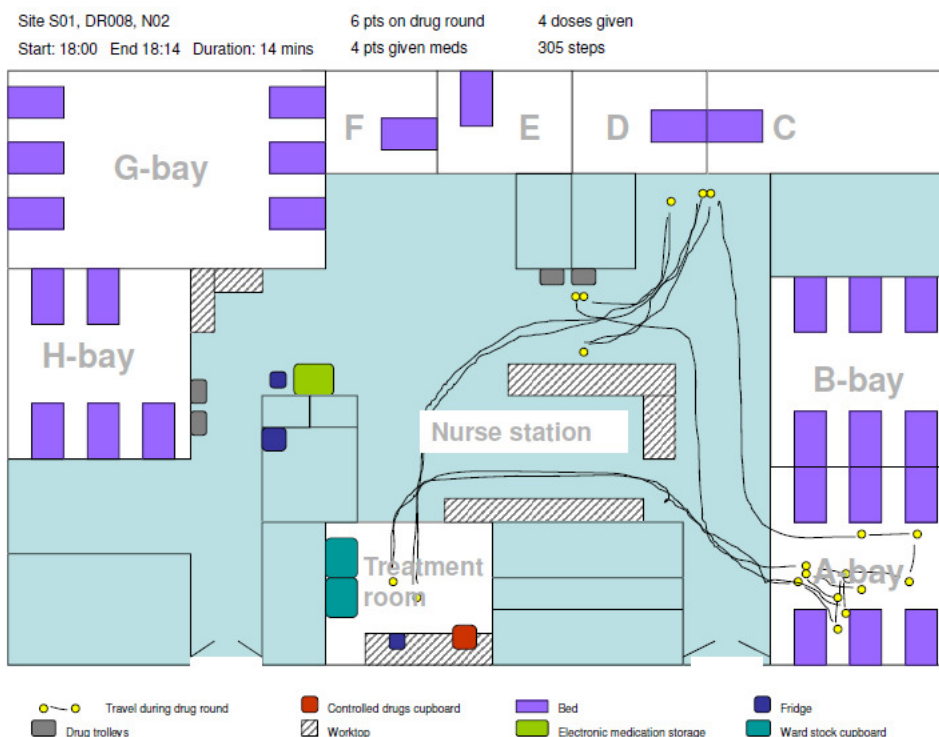 Site S01, DR008, N02 6 pts on drug round 4 doses given
Start: 18:00 End 18:14 Duration: 14 mins 4 pts given meds 305 steps
F E D C
G-bay
H-bay
B-bay
Nurse station
Treatment
room
A-bay
Travel during drug round Controlled drugs cupboard Bed Fridge
Drug trolleys Worktop Electronic medication storage Ward stock cupboard